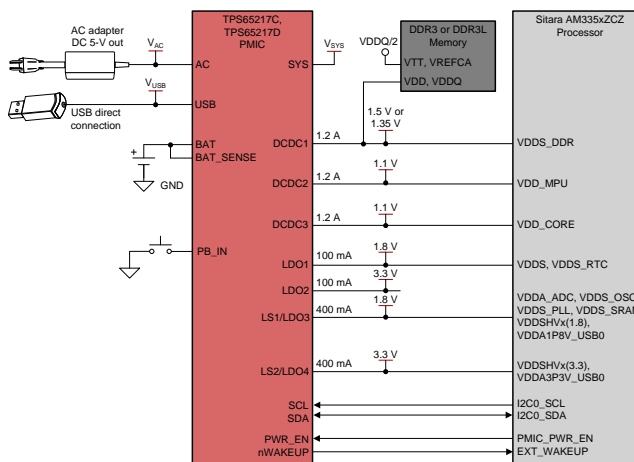 AC adapter
DC 5-V out
TPS65217C,
TPS65217D
PMIC
DDR3 or DDR3L
Memory
Sitara AM335xZCZ
Processor
VAC
VSYS
VDDQ/2
AC
SYS
VTT, VREFCA
VDD, VDDQ
VUSB
USB
USB direct
connection
1.5 V or
1.35 V
BAT
BAT_SENSE
DCDC1
1.2 A
VDDS_DDR
+
GND
1.1 V
DCDC2
1.2 A
VDD_MPU
1.1 V
DCDC3
1.2 A
VDD_CORE
PB_IN
1.8 V
LDO1
100 mA
VDDS, VDDS_RTC
3.3 V
LDO2
100 mA
1.8 V
LS1/LDO3
400 mA
VDDA_ADC, VDDS_OSC
VDDS_PLL, VDDS_SRAM
VDDSHVx(1.8),
VDDA1P8V_USB0
3.3 V
LS2/LDO4
400 mA
VDDSHVx(3.3),
VDDA3P3V_USB0
SCL
I2C0_SCL
SDA
I2C0_SDA
PWR_EN
PMIC_PWR_EN
nWAKEUP
EXT_WAKEUP